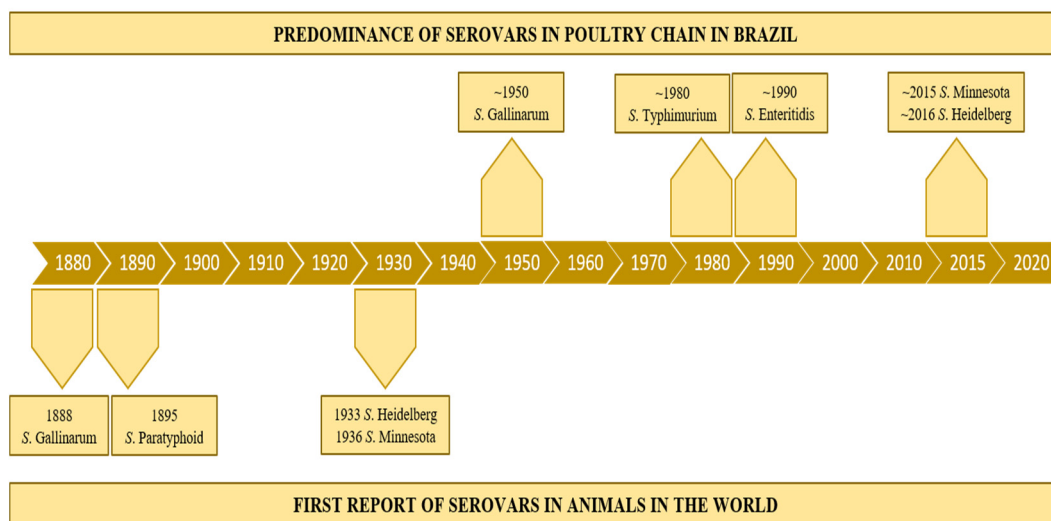 PREDOMINANCE OF SEROVARS IN POULTRY CHAIN IN BRAZIL
~1950
S. Gallinarum
~1980
S. Typhimurium
~1990
S. Enteritidis
~2015 S. Minnesota
~2016 S. Heidelberg
1880 1890 1900 1910 1920 1930 1940 1950 1960 1970 1980 1990 2000 2010 2015 2020
1888
S. Gallinarum
1895
S. Paratyphoid
1933 S. Heidelberg
1936 S. Minnesota
FIRST REPORT OF SEROVARS IN ANIMALS IN THE WORLD